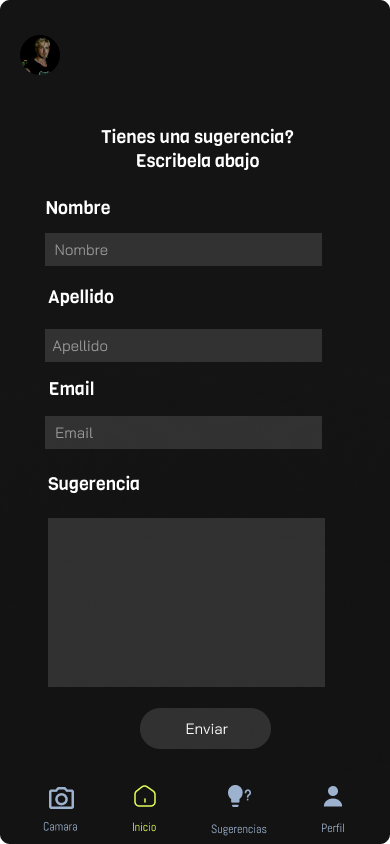 Tienes una sugerencia?
Escribela abajo
Nombre
Nombre
Apellido
Apellido
Email
Email
Sugerencia
Enviar
?
Camara Inicio Sugerencias Perfil